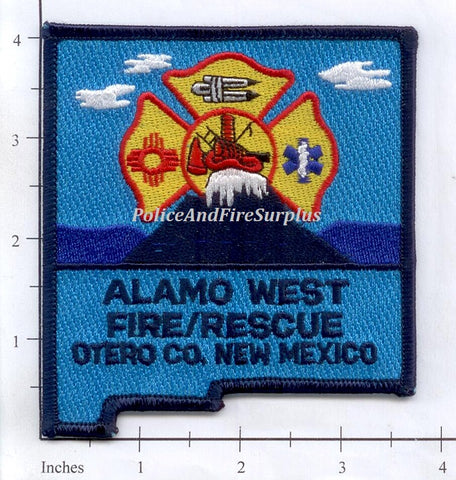 4
3
PoliceAndFireSurplus
2
ALAMO WEST
FIRE/RESCUE
1
OTERO CO. NEW MEXICO
Inches 1 2 3 4